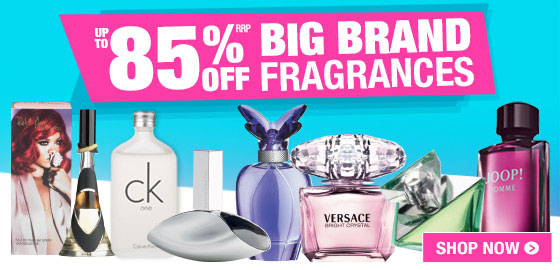 UP TO 85% RRP OFF
BIG BRAND
FRAGRANCES
ck
one
Calvin Klein
VERSACE
BRIGHT CRYSTAL
JOOP!
HOMME
SHOP NOW